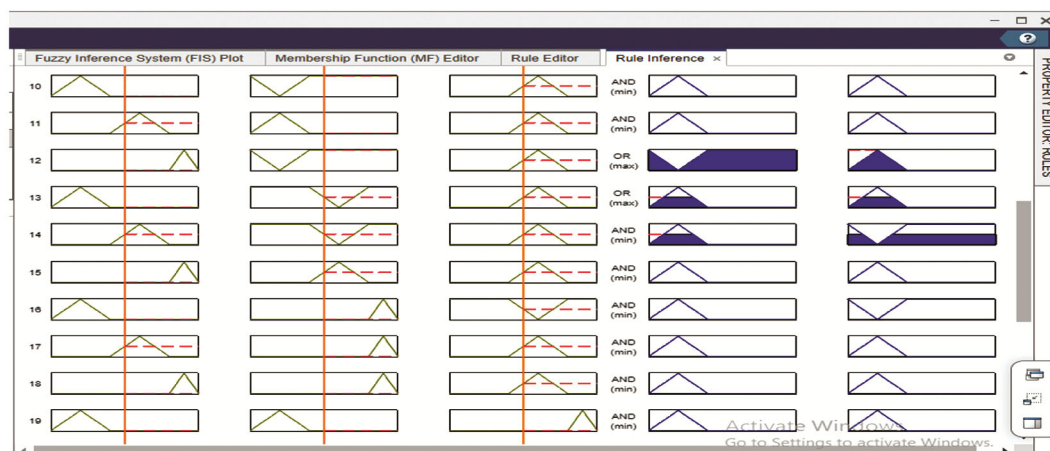 Fuzzy Inference System (FIS) Plot Membership Function (MF) Editor Rule Editor Rule Inference ×
PROPERTY EDITOR: RULES
10 AND (min)
11 AND (min)
12 OR (max)
13 OR (max)
14 AND (min)
15 AND (min)
16 AND (min)
17 AND (min)
18 AND (min)
19 AND (min)
Activate Windows
Go to Settings to activate Windows.